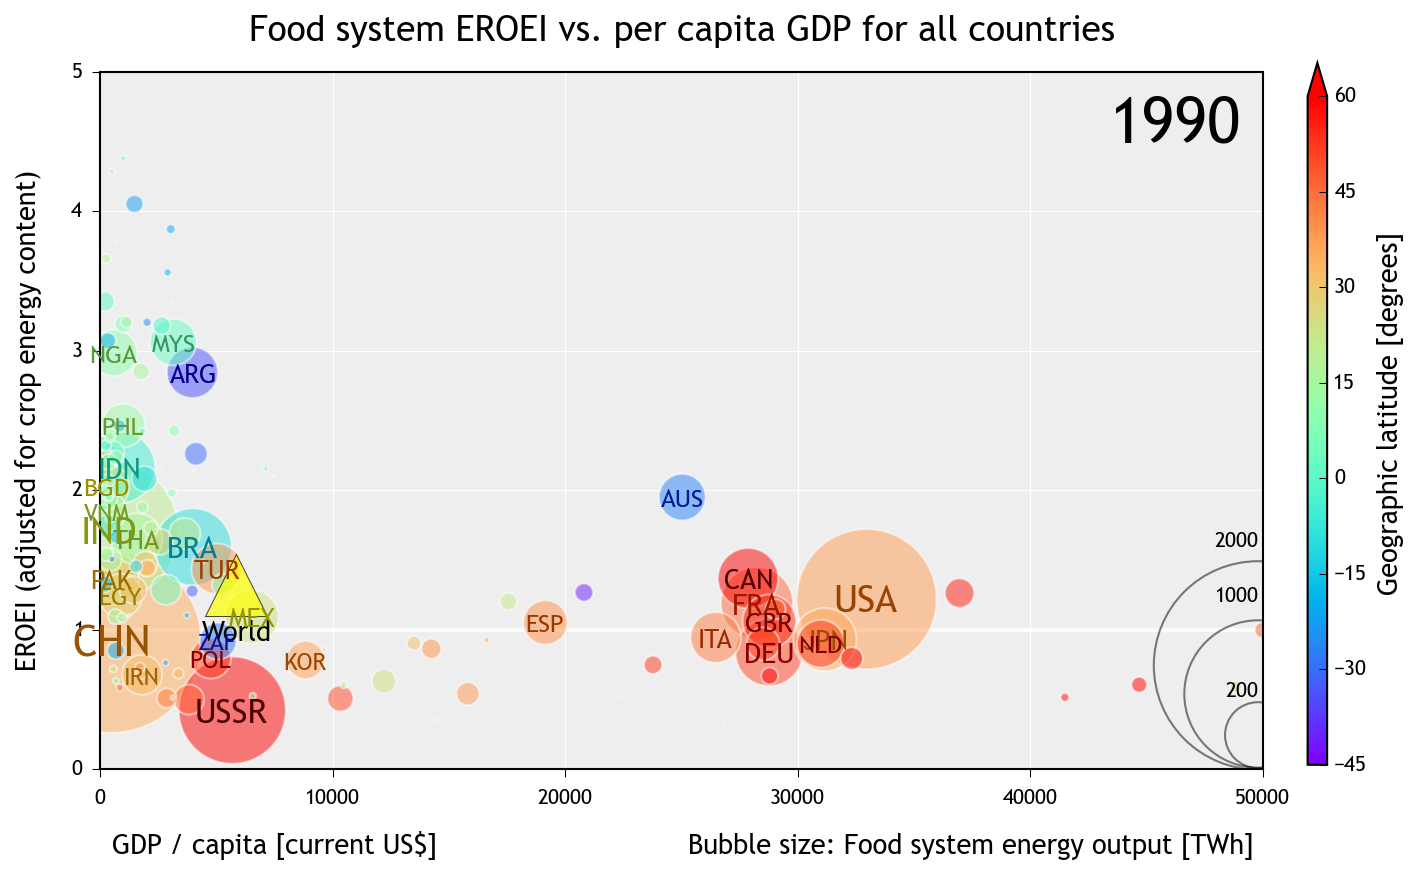 Food system EROEI vs. per capita GDP for all countries
1990
EROEI (adjusted for crop energy content)
5
4
3
2
1
0
0
10000
20000
30000
40000
50000
GDP / capita [current US$]
Bubble size: Food system energy output [TWh]
NGA
MYS
ARG
PHL
IDN
BGD
VNM
IND
THA
BRA
TUR
PAK
EGY
MEX
World
CHN
ZAF
POL
IRN
KOR
USSR
ESP
AUS
CAN
FRA
GBR
ITA
DEU
JPN
NLD
USA
2000
1000
200
60
45
30
15
0
−15
−30
−45
Geographic latitude [degrees]